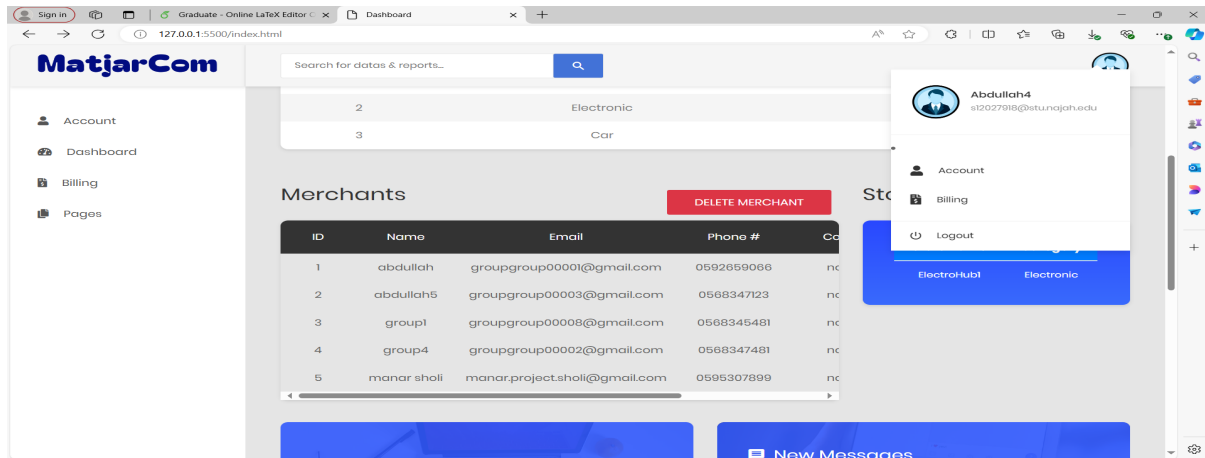 Sign in
Graduate - Online LaTeX Editor
Dashboard
127.0.0.1:5500/index.html
MatjarCom
Search for datas & reports...
Abdullah4
s12027918@stu.najah.edu
Account
Dashboard
Billing
Pages
2 Electronic
3 Car
Account
Billing
Logout
Merchants
DELETE MERCHANT
ID Name Email Phone #
1 abdullah groupgroup00001@gmail.com 0592659066
2 abdullah5 groupgroup00003@gmail.com 0568347123
3 group1 groupgroup00008@gmail.com 0568345481
4 group4 groupgroup00002@gmail.com 0568347481
5 manar sholi manar.project.sholi@gmail.com 0595307899
ElectroHub1 Electronic
New Messages